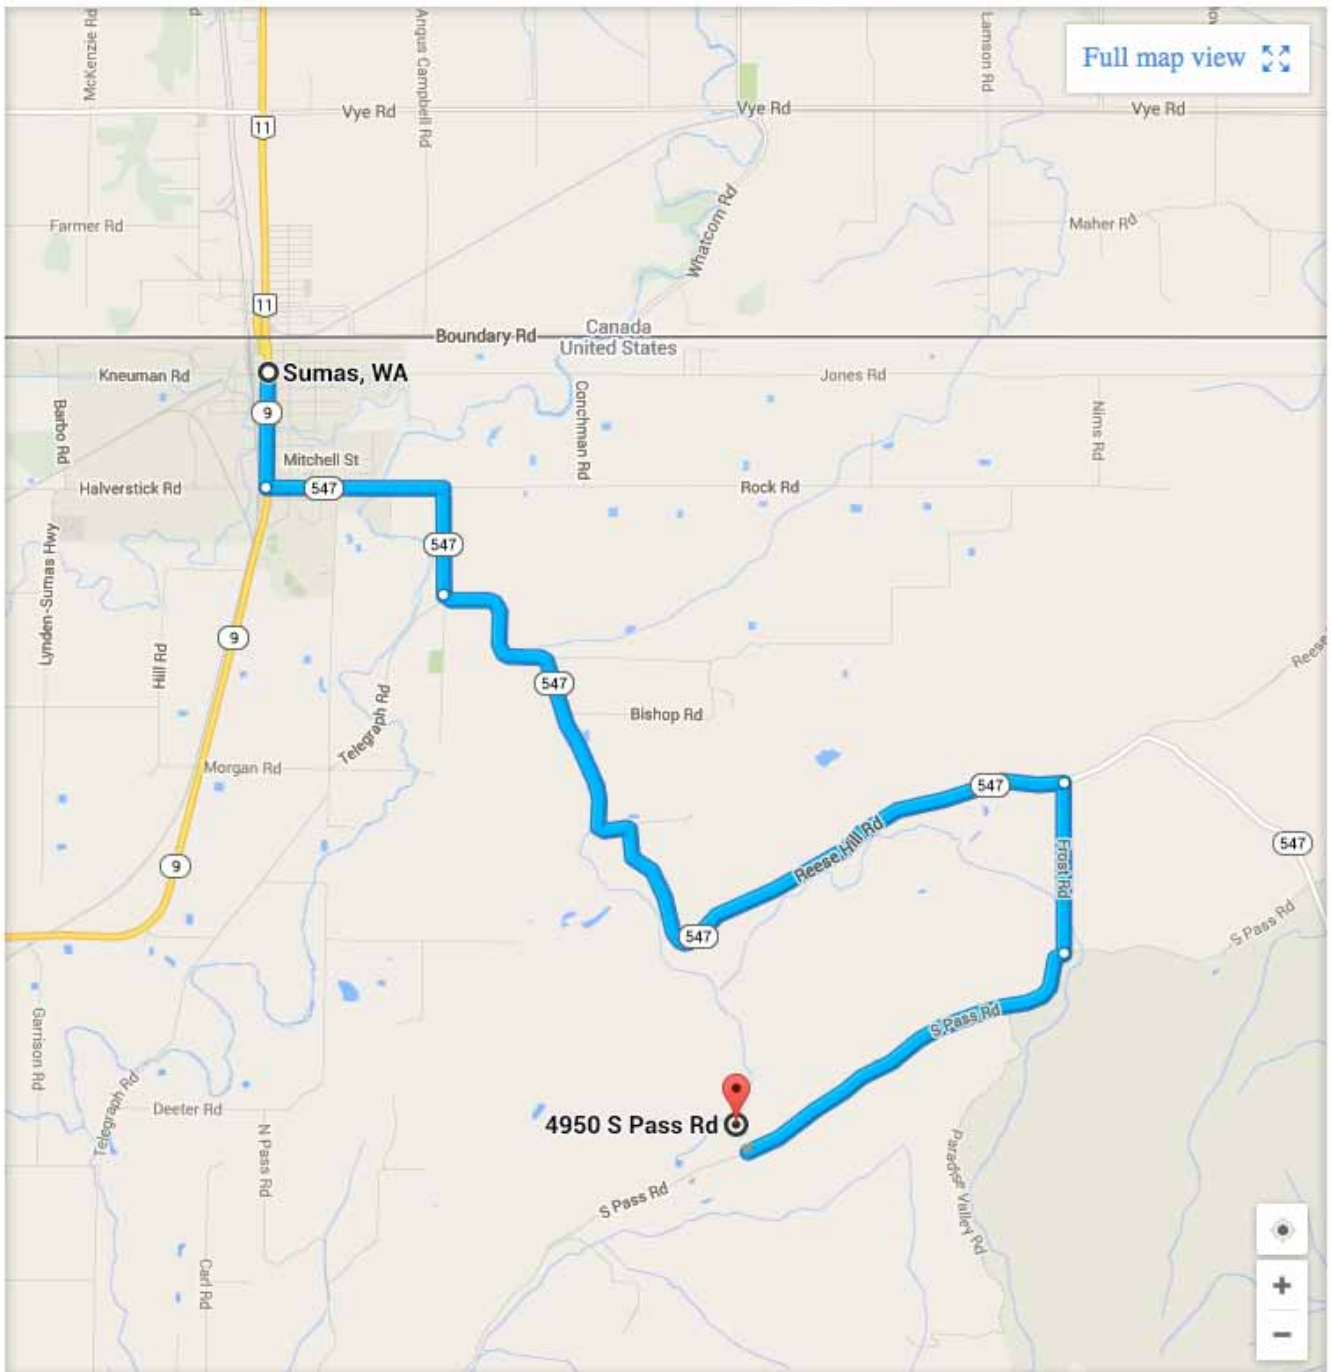 McKenzie Rd
Angus Campbell Rd
Lamson Rd
Full map view
Vye Rd
Vye Rd
Vye Rd
11
Whatcom Rd
Farmer Rd
Maher Rd
11
Boundary Rd
Canada
United States
Kneuman Rd
Sumas, WA
Jones Rd
Barbo Rd
9
Conchman Rd
Nims Rd
Mitchell St
Halverstick Rd
547
Rock Rd
Lynden-Sumas Hwy
547
9
Hill Rd
Reese
547
Telegraph Rd
Bishop Rd
Morgan Rd
547
Reese Hill Rd
547
9
Frost Rd
547
S Pass Rd
Garrison Rd
S Pass Rd
Telegraph Rd
Deeter Rd
4950 S Pass Rd
N Pass Rd
Paradise Valley Rd
S Pass Rd
Carl Rd